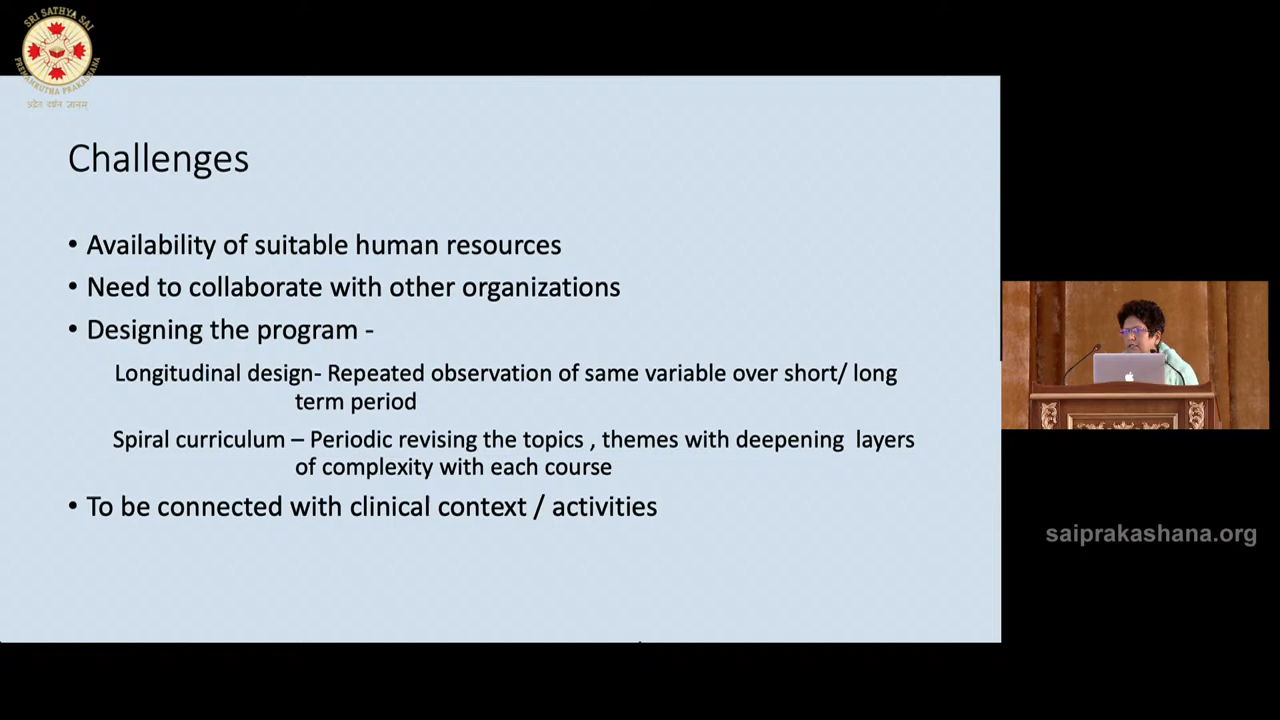 SRI SATHYA SAI
PREMAMRUTHA PRAKASHANA
Challenges
• Availability of suitable human resources
• Need to collaborate with other organizations
• Designing the program -
Longitudinal design- Repeated observation of same variable over short/ long
term period
Spiral curriculum – Periodic revising the topics , themes with deepening layers
of complexity with each course
• To be connected with clinical context / activities
saiprakashana.org